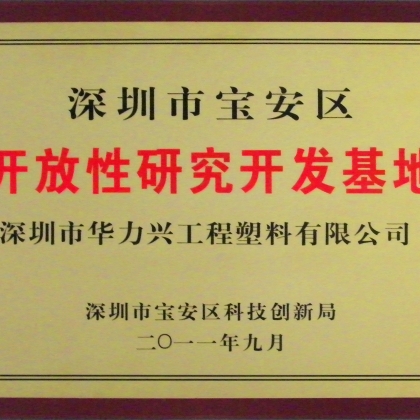 深圳市宝安区
开放性研究开发基地
深圳市华力兴工程塑料有限公司
深圳市宝安区科技创新局
二〇一一年九月